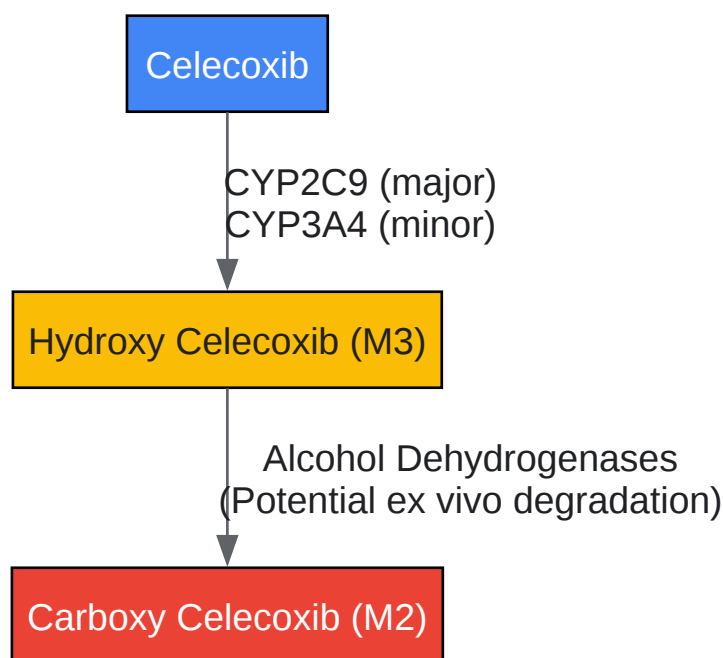 Celecoxib
CYP2C9 (major)
CYP3A4 (minor)
Hydroxy Celecoxib (M3)
Alcohol Dehydrogenases
(Potential ex vivo degradation)
Carboxy Celecoxib (M2)